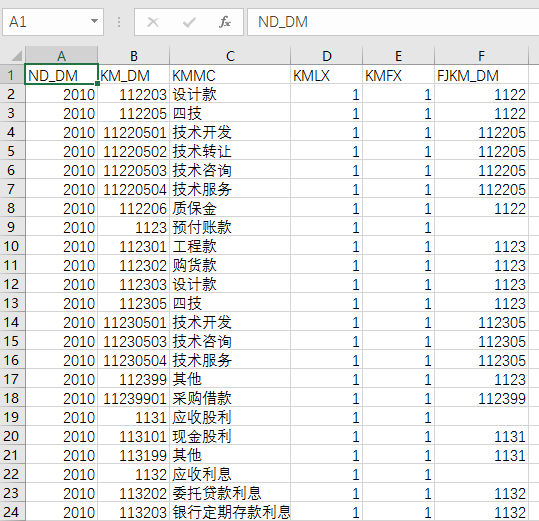 A1 ND_DM
A B C D E F
1 ND_DM KM_DM KMMC KMLX KMFX FJKM_DM
2 2010 112203 设计款 1 1 1122
3 2010 112205 四技 1 1 1122
4 2010 11220501 技术开发 1 1 112205
5 2010 11220502 技术转让 1 1 112205
6 2010 11220503 技术咨询 1 1 112205
7 2010 11220504 技术服务 1 1 112205
8 2010 112206 质保金 1 1 1122
9 2010 1123 预付账款 1 1
10 2010 112301 工程款 1 1 1123
11 2010 112302 购货款 1 1 1123
12 2010 112303 设计款 1 1 1123
13 2010 112305 四技 1 1 1123
14 2010 11230501 技术开发 1 1 112305
15 2010 11230503 技术咨询 1 1 112305
16 2010 11230504 技术服务 1 1 112305
17 2010 112399 其他 1 1 1123
18 2010 11239901 采购借款 1 1 112399
19 2010 1131 应收股利 1 1
20 2010 113101 现金股利 1 1 1131
21 2010 113199 其他 1 1 1131
22 2010 1132 应收利息 1 1
23 2010 113202 委托贷款利息 1 1 1132
24 2010 113203 银行定期存款利息 1 1 1132